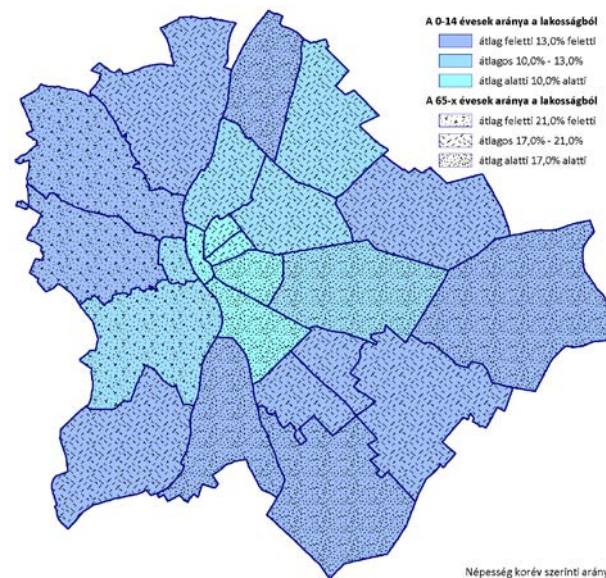 A 0-14 évesek aránya a lakosságból
átlag feletti 13,0% feletti
átlagos 10,0% - 13,0%
átlag alatti 10,0% alatti
A 65-x évesek aránya a lakosságból
átlag feletti 21,0% feletti
átlagos 17,0% - 21,0%
átlag alatti 17,0% alatti
Népesség korév szerinti arány